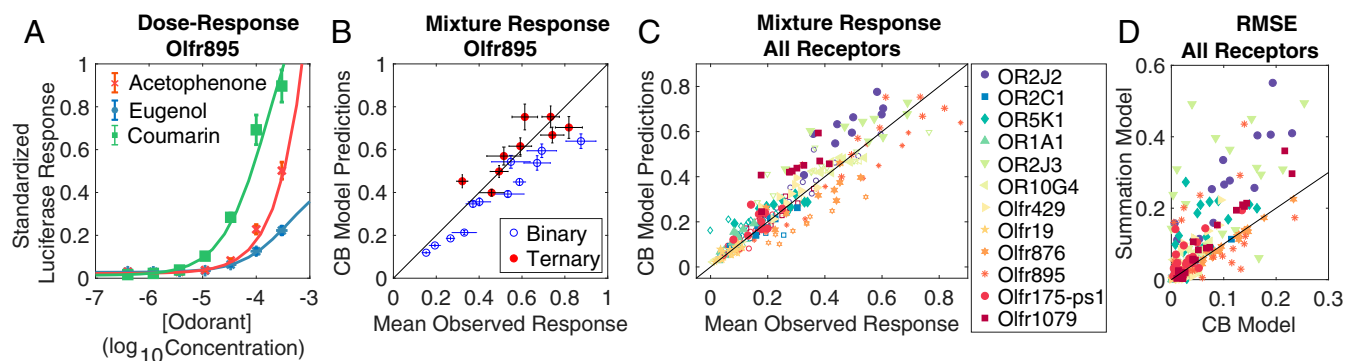 A
Dose-Response
Olfr895
Acetophenone
Eugenol
Coumarin
Standardized
Luciferase Response
1
0.8
0.6
0.4
0.2
0
-7 -6 -5 -4 -3
[Odorant]
(log10Concentration)
B
Mixture Response
Olfr895
CB Model Predictions
1
0.8
0.6
0.4
0.2
0
Binary
Ternary
0 0.2 0.4 0.6 0.8 1
Mean Observed Response
C
Mixture Response
All Receptors
CB Model Predictions
0.8
0.6
0.4
0.2
0
0 0.2 0.4 0.6 0.8
Mean Observed Response
OR2J2
OR2C1
OR5K1
OR1A1
OR2J3
OR10G4
Olfr429
Olfr19
Olfr876
Olfr895
Olfr175-ps1
Olfr1079
D
RMSE
All Receptors
Summation Model
0.6
0.4
0.2
0
0 0.1 0.2 0.3
CB Model